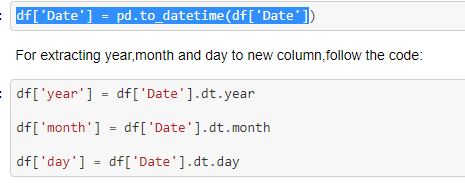 df['Date'] = pd.to_datetime(df['Date'])
For extracting year,month and day to new column,follow the code:
df['year'] = df['Date'].dt.year
df['month'] = df['Date'].dt.month
df['day'] = df['Date'].dt.day